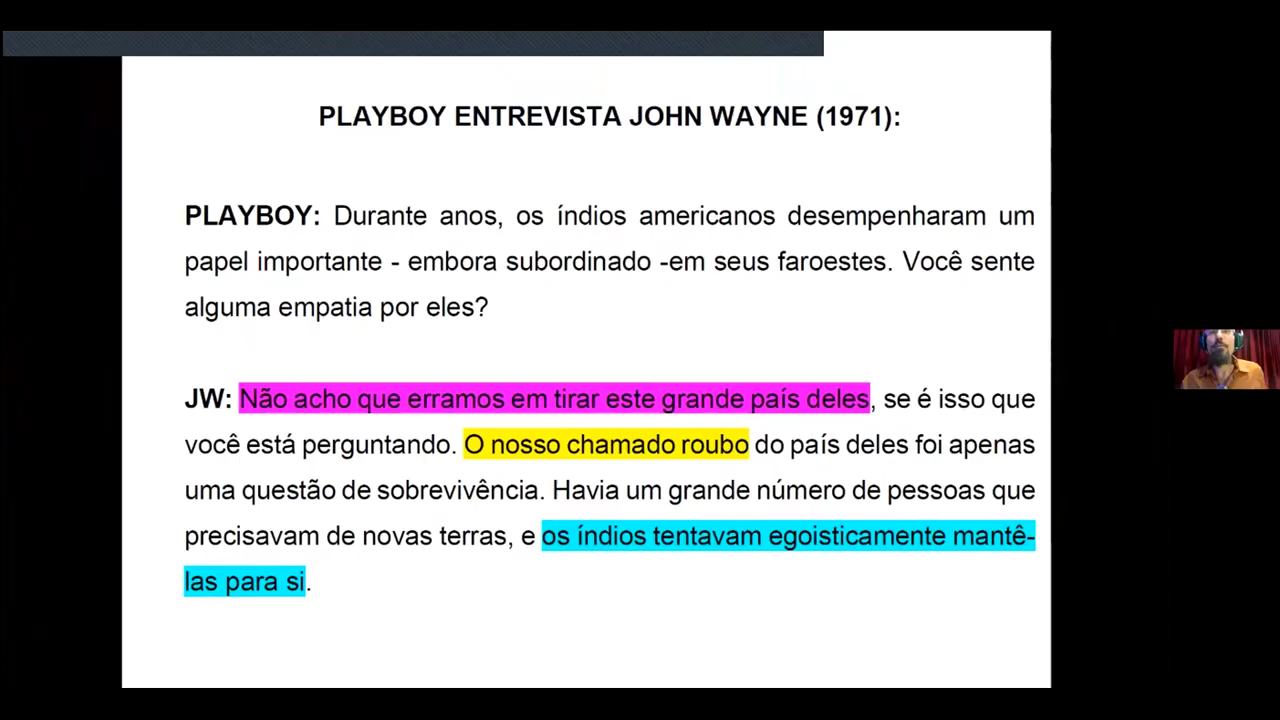 PLAYBOY ENTREVISTA JOHN WAYNE (1971):
PLAYBOY: Durante anos, os índios americanos desempenharam um
papel importante - embora subordinado -em seus faroestes. Você sente
alguma empatia por eles?
JW: Não acho que erramos em tirar este grande país deles, se é isso que
você está perguntando. O nosso chamado roubo do país deles foi apenas
uma questão de sobrevivência. Havia um grande número de pessoas que
precisavam de novas terras, e os índios tentavam egoisticamente mantê-
las para si.